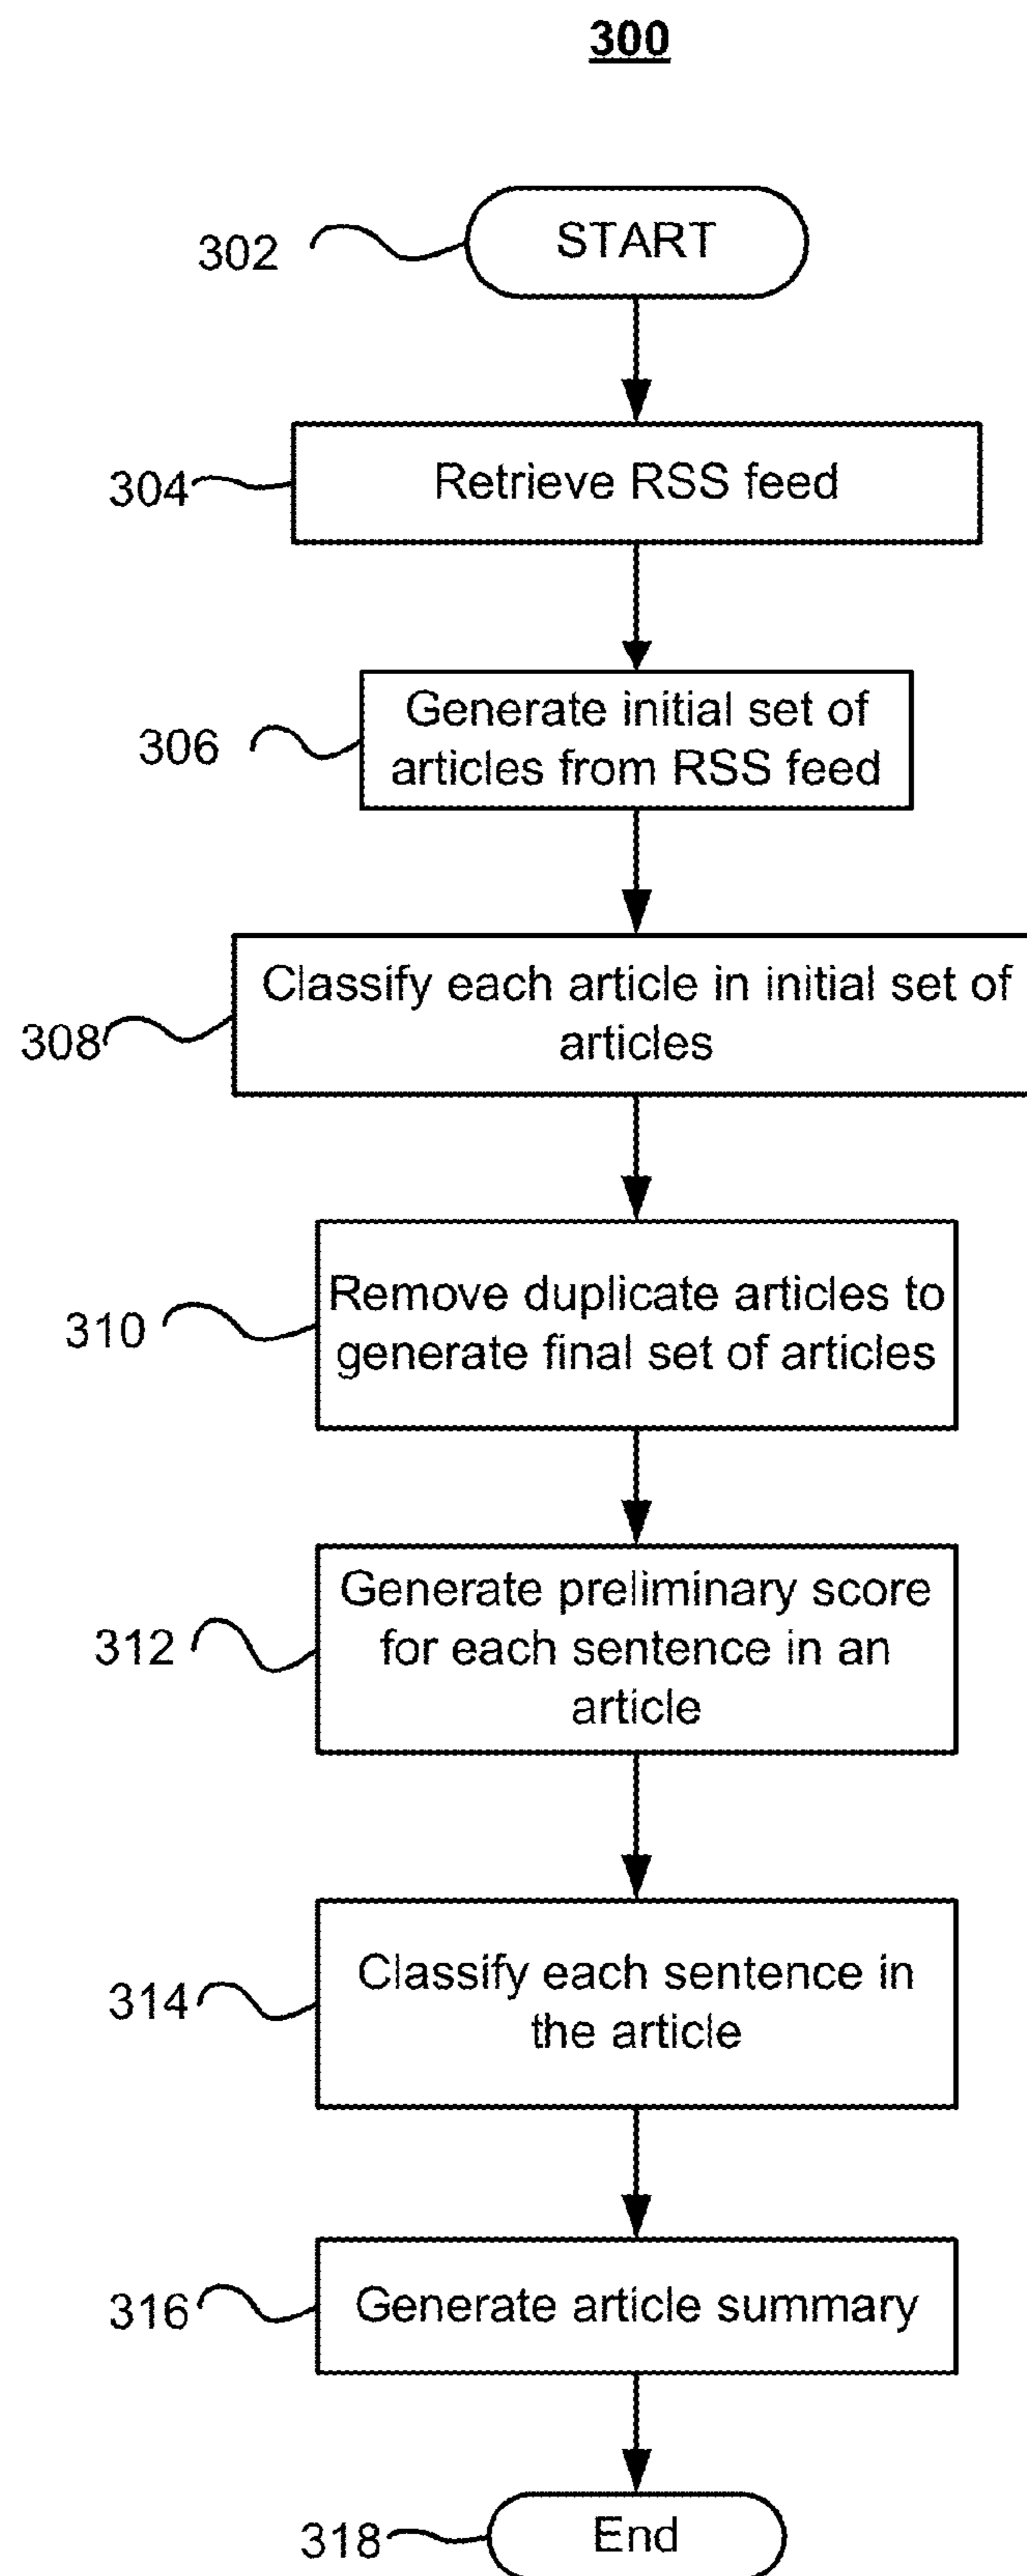 300
302
START
304
Retrieve RSS feed
306
Generate initial set of
articles from RSS feed
308
Classify each article in initial set of
articles
310
Remove duplicate articles to
generate final set of articles
312
Generate preliminary score
for each sentence in an
article
314
Classify each sentence in
the article
316
Generate article summary
318
End